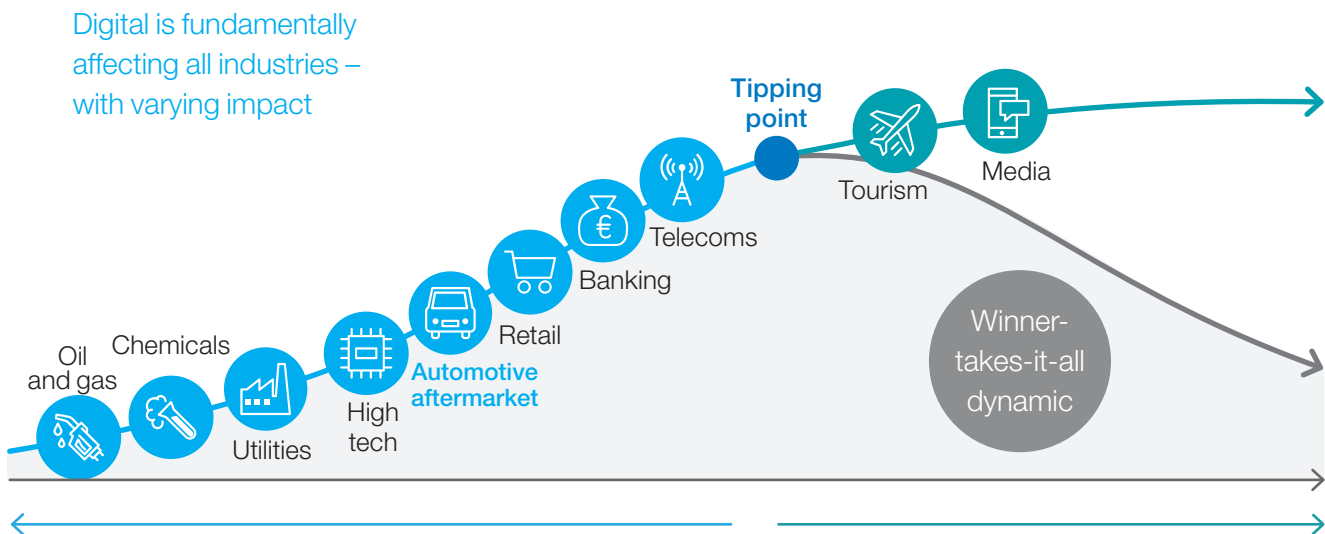 Digital is fundamentally
affecting all industries –
with varying impact
Tipping
point
Oil
and gas
Chemicals
Utilities
High
tech
Automotive
aftermarket
Retail
Banking
€
Telecoms
Tourism
Media
Winner-
takes-it-all
dynamic